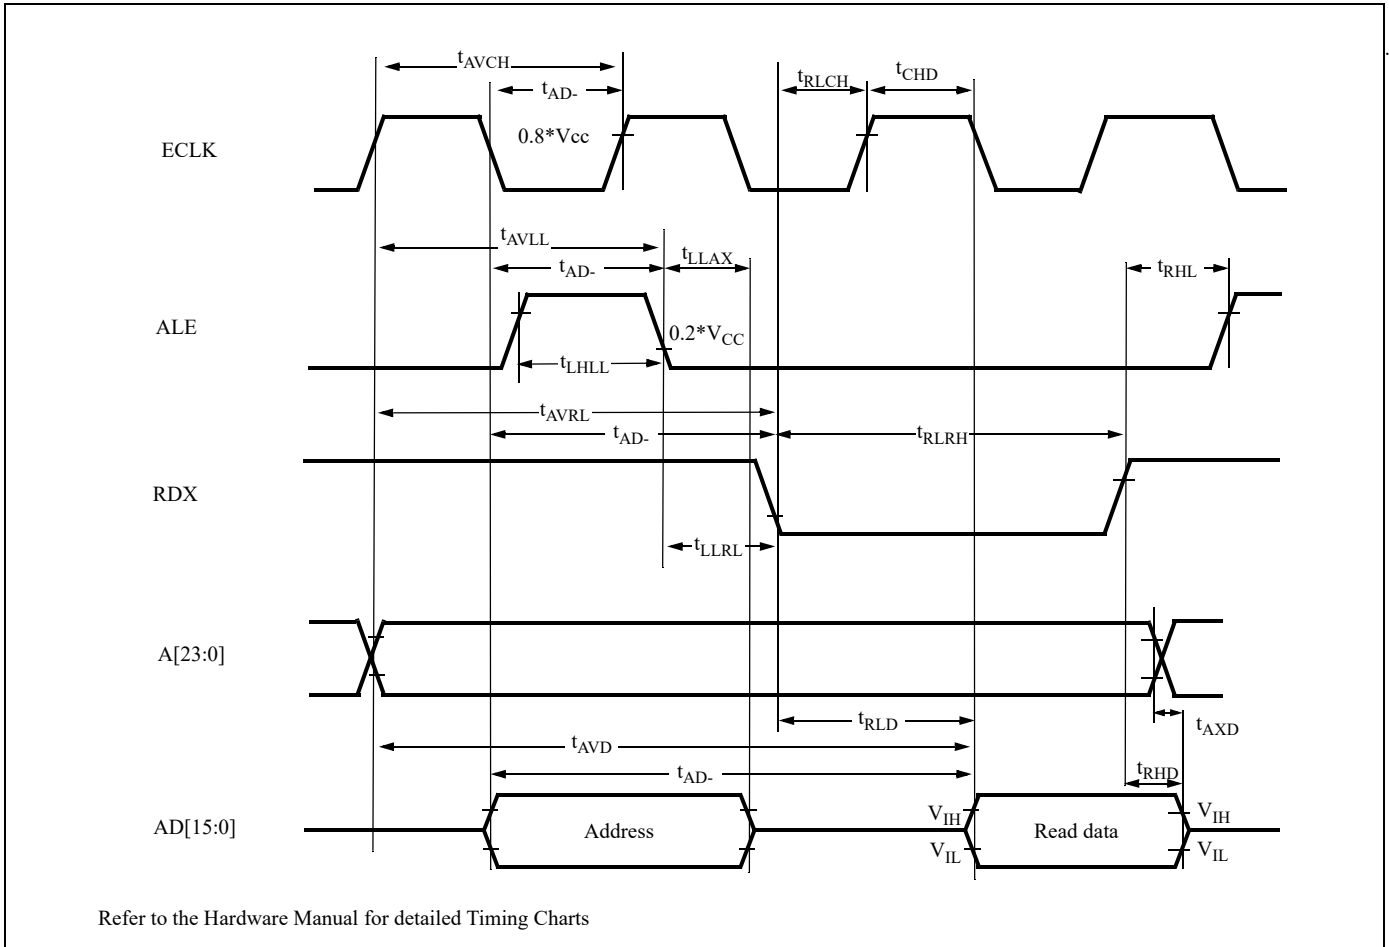 tAVCH
tAD-
tRLCH
tCHD
.
ECLK
0.8*Vcc
tAVLL
tAD-
tLLAX
tRHL
ALE
0.2*VCC
tLHLL
tAVRL
tAD-
tRLRH
RDX
tLLRL
A[23:0]
tRLD
tAXD
tAVD
tAD-
tRHD
AD[15:0]
Address
VIH
VIL
Read data
VIH
VIL
Refer to the Hardware Manual for detailed Timing Charts